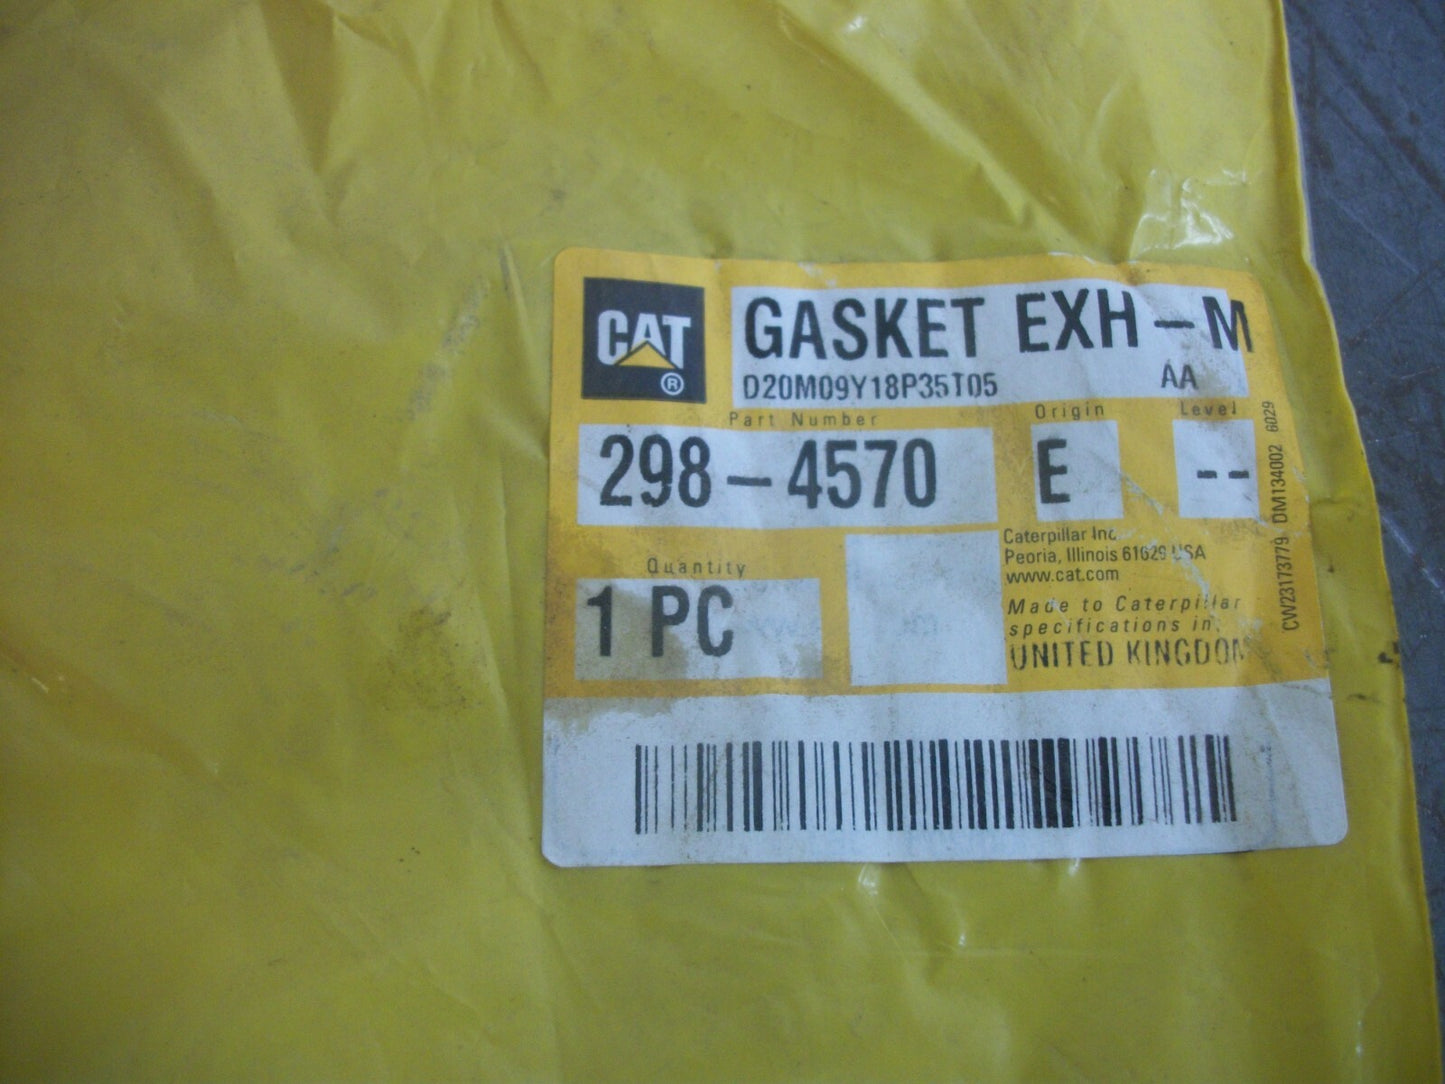 CAT ®
GASKET EXH-M
D20M09Y18P35T05 AA
Part Number Origin Level
298-4570 E --
Quantity
1 PC
Caterpillar Inc.
Peoria, Illinois 61629 USA
www.cat.com
Made to Caterpillar
specifications in:
UNITED KINGDOM
CW23173779 DM134002 6029